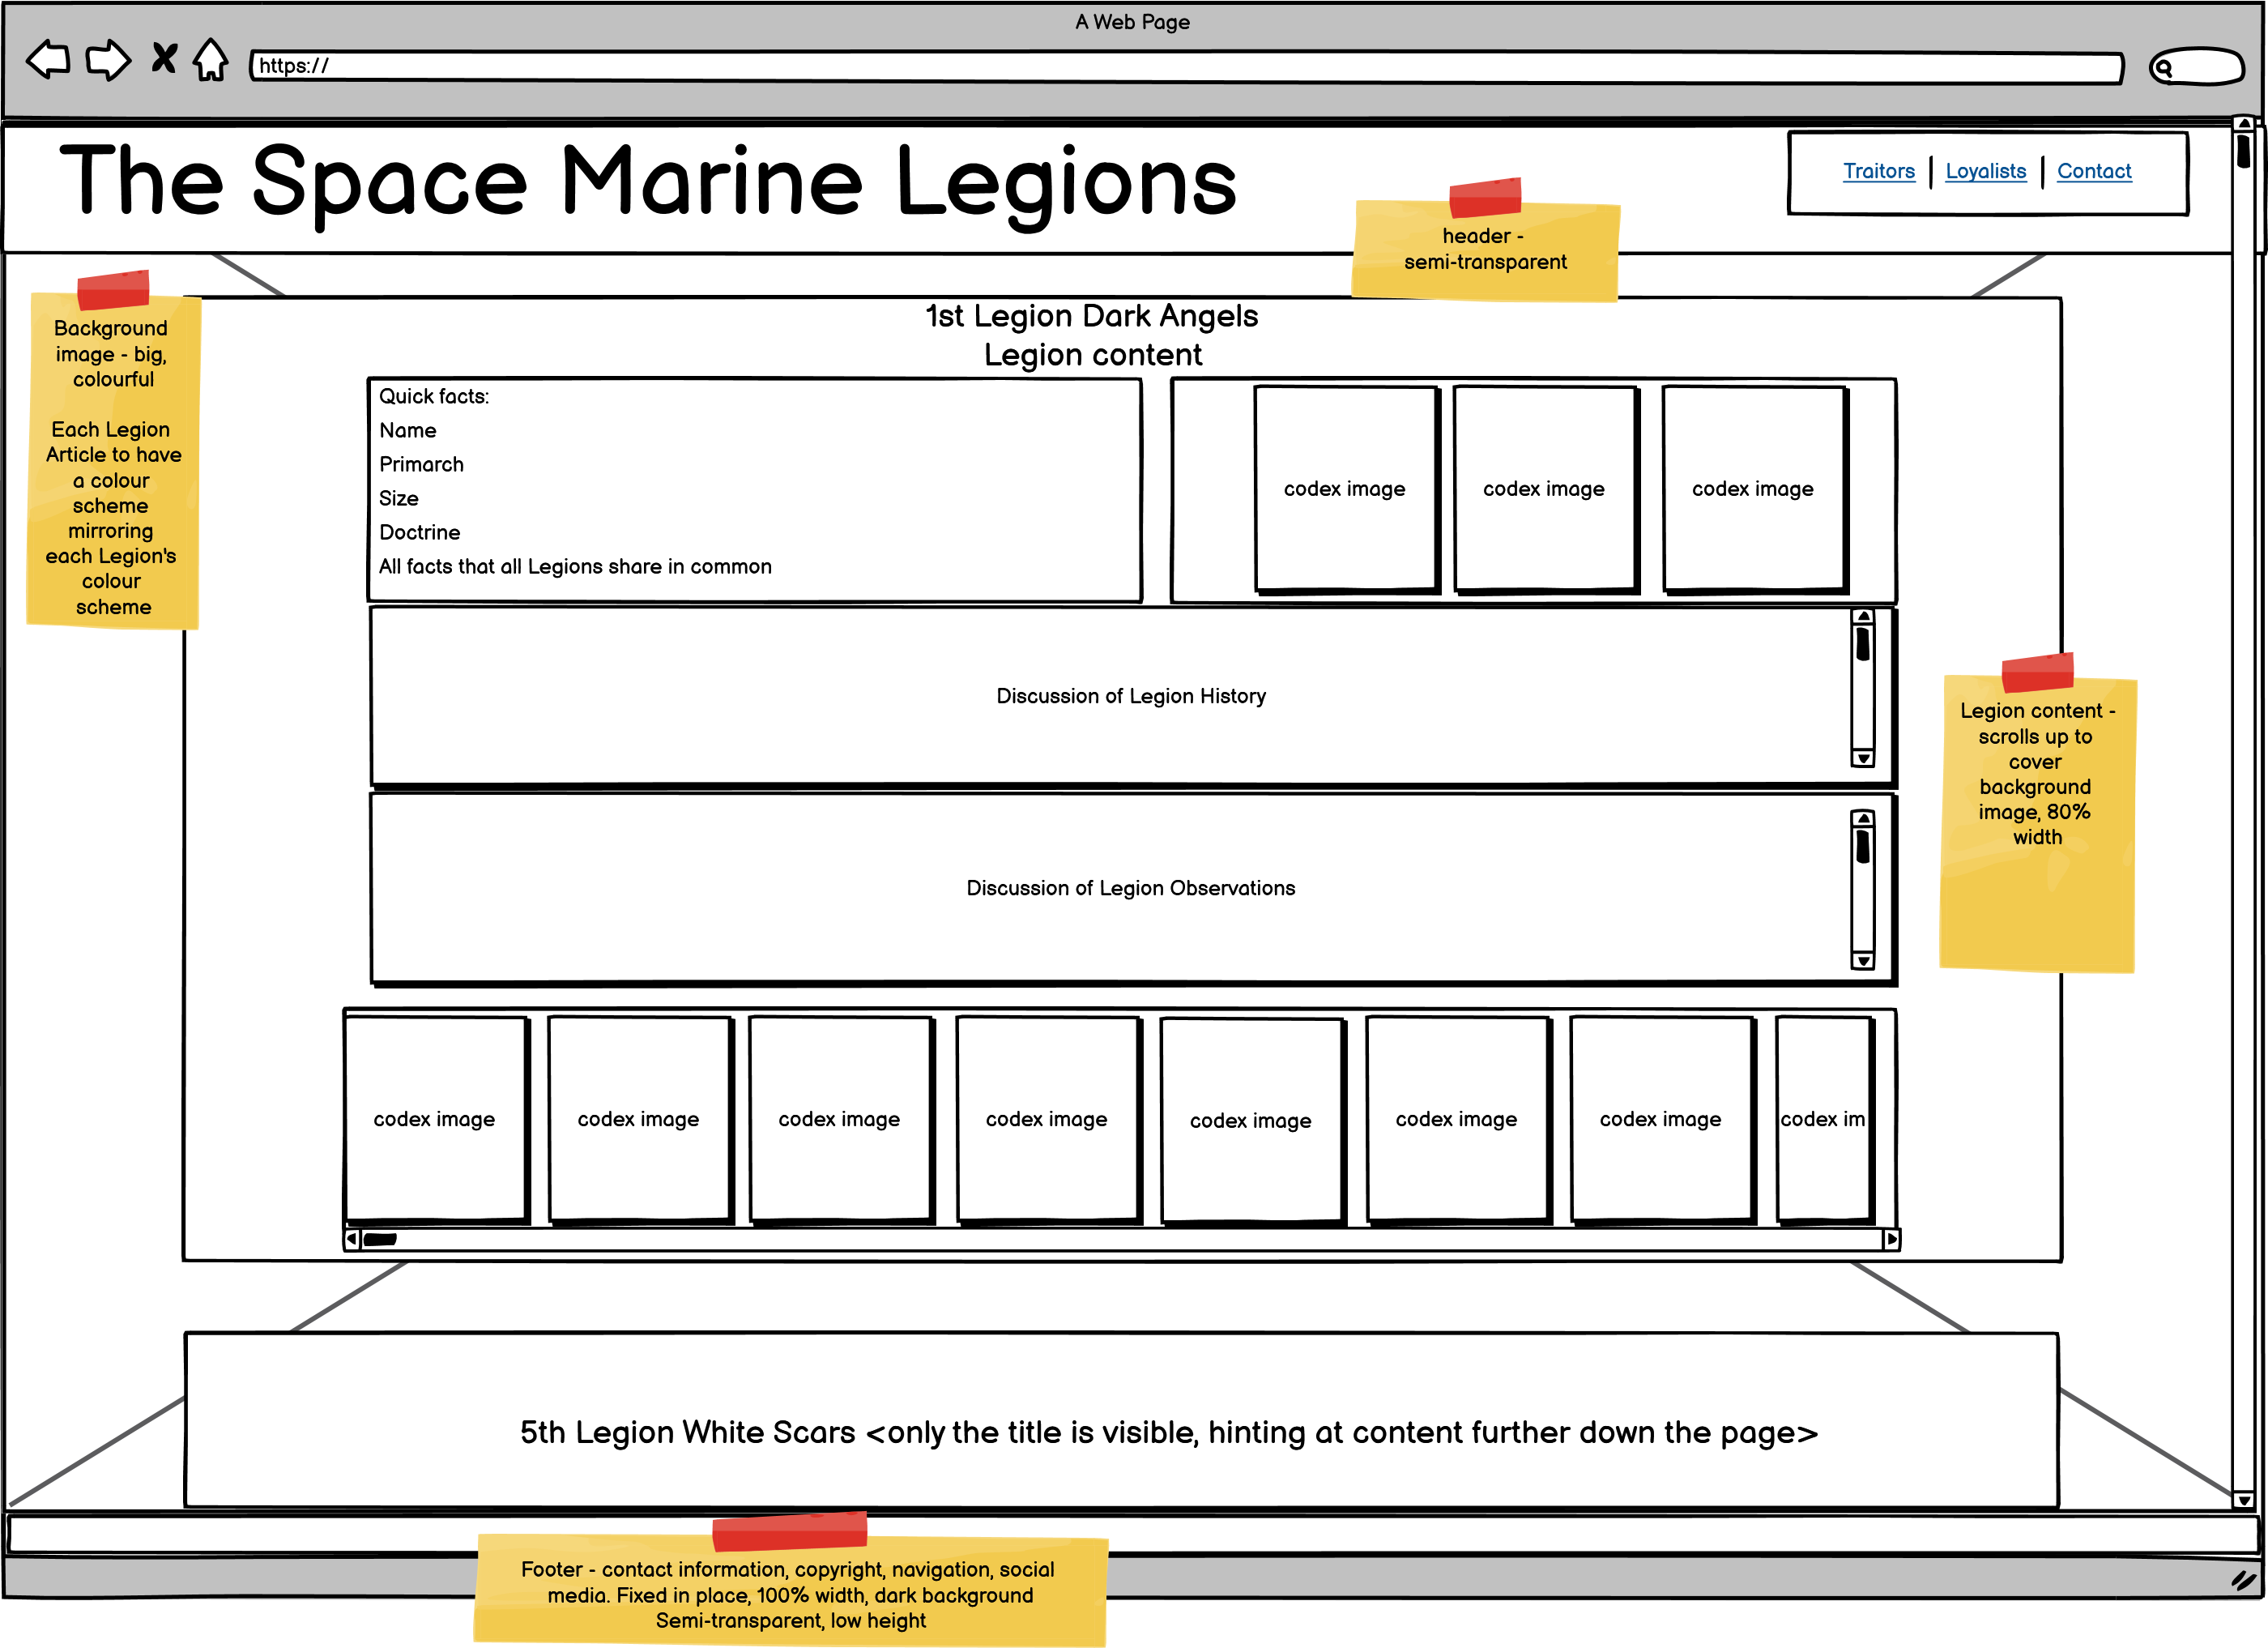 A Web Page
https://
The Space Marine Legions
Traitors | Loyalists | Contact
header -
semi-transparent
Background
image - big,
colourful
Each Legion
Article to have
a colour
scheme
mirroring
each Legion's
colour
scheme
1st Legion Dark Angels
Legion content
Quick facts:
Name
Primarch
Size
Doctrine
All facts that all Legions share in common
codex image
codex image
codex image
Discussion of Legion History
Legion content -
scrolls up to
cover
background
image, 80%
width
Discussion of Legion Observations
codex image
codex image
codex image
codex image
codex image
codex image
codex image
codex im
5th Legion White Scars <only the title is visible, hinting at content further down the page>
Footer - contact information, copyright, navigation, social
media. Fixed in place, 100% width, dark background
Semi-transparent, low height